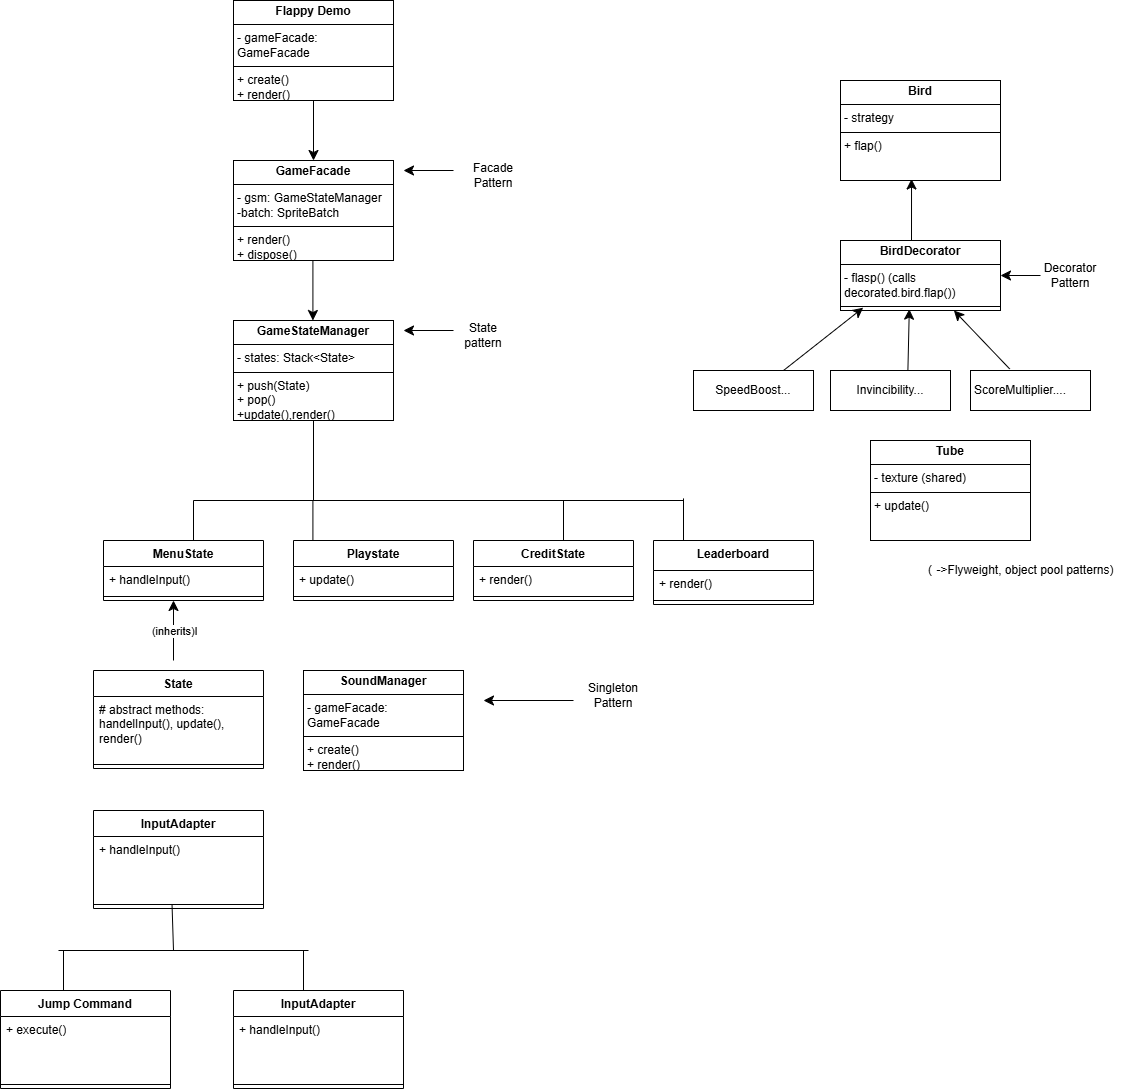 Flappy Demo
- gameFacade:
GameFacade
+ create()
+ render()
GameFacade
- gsm: GameStateManager
-batch: SpriteBatch
+ render()
+ dispose()
Facade
Pattern
GameStateManager
- states: Stack<State>
+ push(State)
+ pop()
+update(),render()
State
pattern
Bird
- strategy
+ flap()
BirdDecorator
- flasp() (calls
decorated.bird.flap())
Decorator
Pattern
SpeedBoost...
Invincibility...
ScoreMultiplier....
Tube
- texture (shared)
+ update()
( ->Flyweight, object pool patterns)
MenuState
+ handleInput()
Playstate
+ update()
CreditState
+ render()
Leaderboard
+ render()
(inherits)l
State
# abstract methods:
handelInput(), update(),
render()
SoundManager
- gameFacade:
GameFacade
+ create()
+ render()
Singleton
Pattern
InputAdapter
+ handleInput()
Jump Command
+ execute()
InputAdapter
+ handleInput()